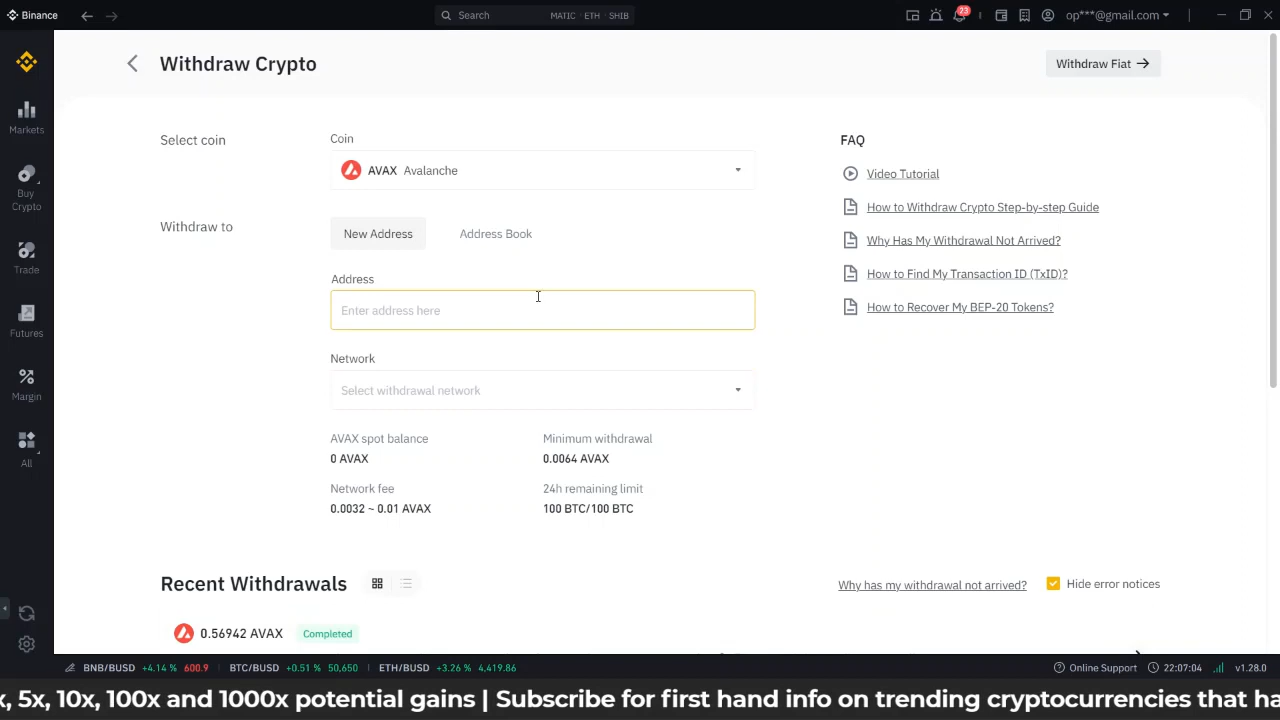 Binance
Search MATIC · ETH · SHIB
23
op***@gmail.com
Withdraw Crypto
Withdraw Fiat
Markets
Buy
Crypto
Trade
Futures
Margin
All
Select coin
Coin
AVAX Avalanche
Withdraw to
New Address
Address Book
Address
Enter address here
Network
Select withdrawal network
AVAX spot balance
0 AVAX
Minimum withdrawal
0.0064 AVAX
Network fee
0.0032 ~ 0.01 AVAX
24h remaining limit
100 BTC/100 BTC
FAQ
Video Tutorial
How to Withdraw Crypto Step-by-step Guide
Why Has My Withdrawal Not Arrived?
How to Find My Transaction ID (TxID)?
How to Recover My BEP-20 Tokens?
Recent Withdrawals
Why has my withdrawal not arrived?
Hide error notices
0.56942 AVAX Completed
BNB/BUSD +4.14 % 600.9 BTC/BUSD +0.51 % 50,650 ETH/BUSD +3.26 % 4,419.86
Online Support 22:07:04 v1.28.0
x, 5x, 10x, 100x and 1000x potential gains | Subscribe for first hand info on trending cryptocurrencies that ha